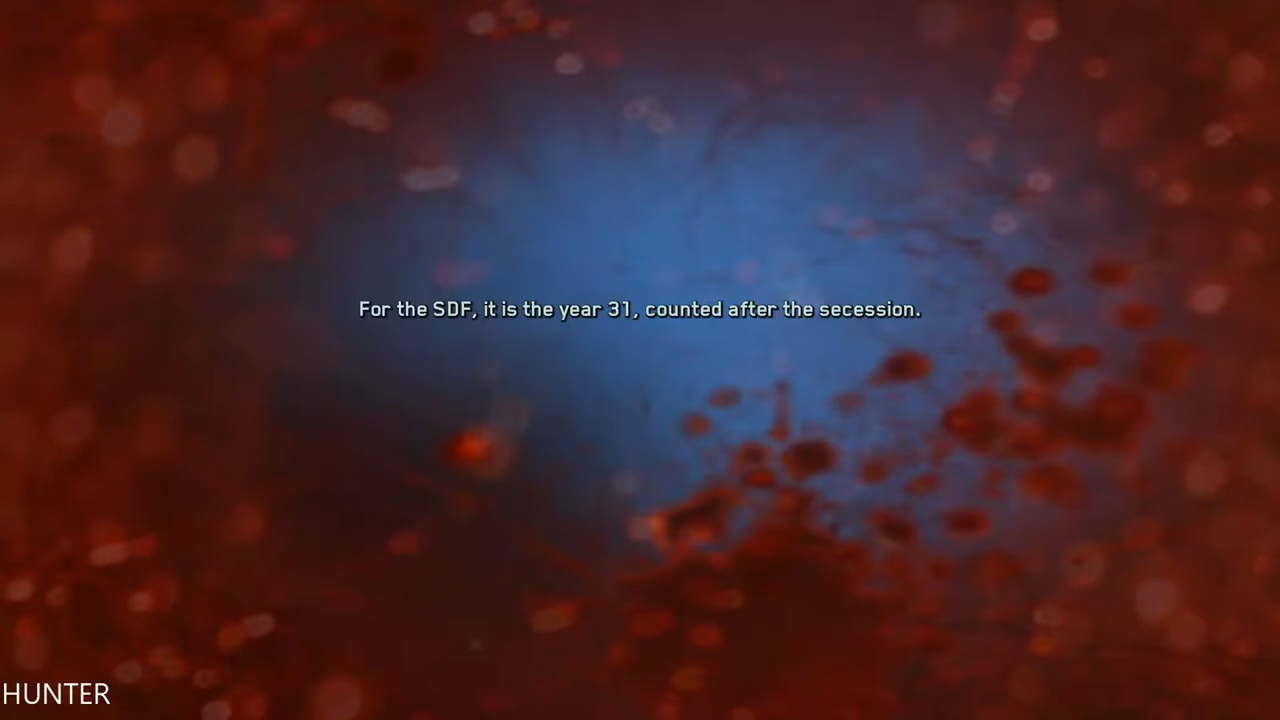 For the SDF, it is the year 31, counted after the secession.
HUNTER